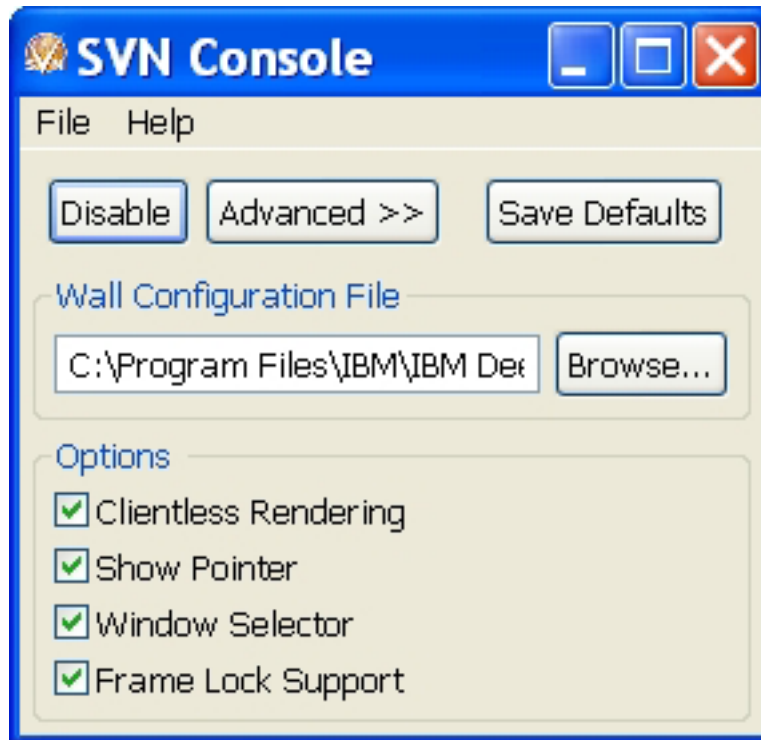 SVN Console
File Help
Disable Advanced >> Save Defaults
Wall Configuration File
C:\Program Files\IBM\IBM Dee Browse...
Options
Clientless Rendering
Show Pointer
Window Selector
Frame Lock Support